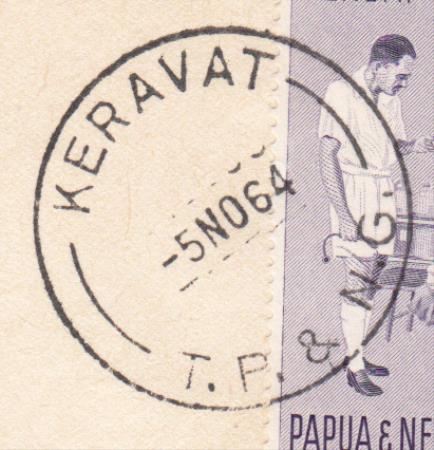 KERAVAT
-5NO64
T.P. & N.G.
PAPUA & NE